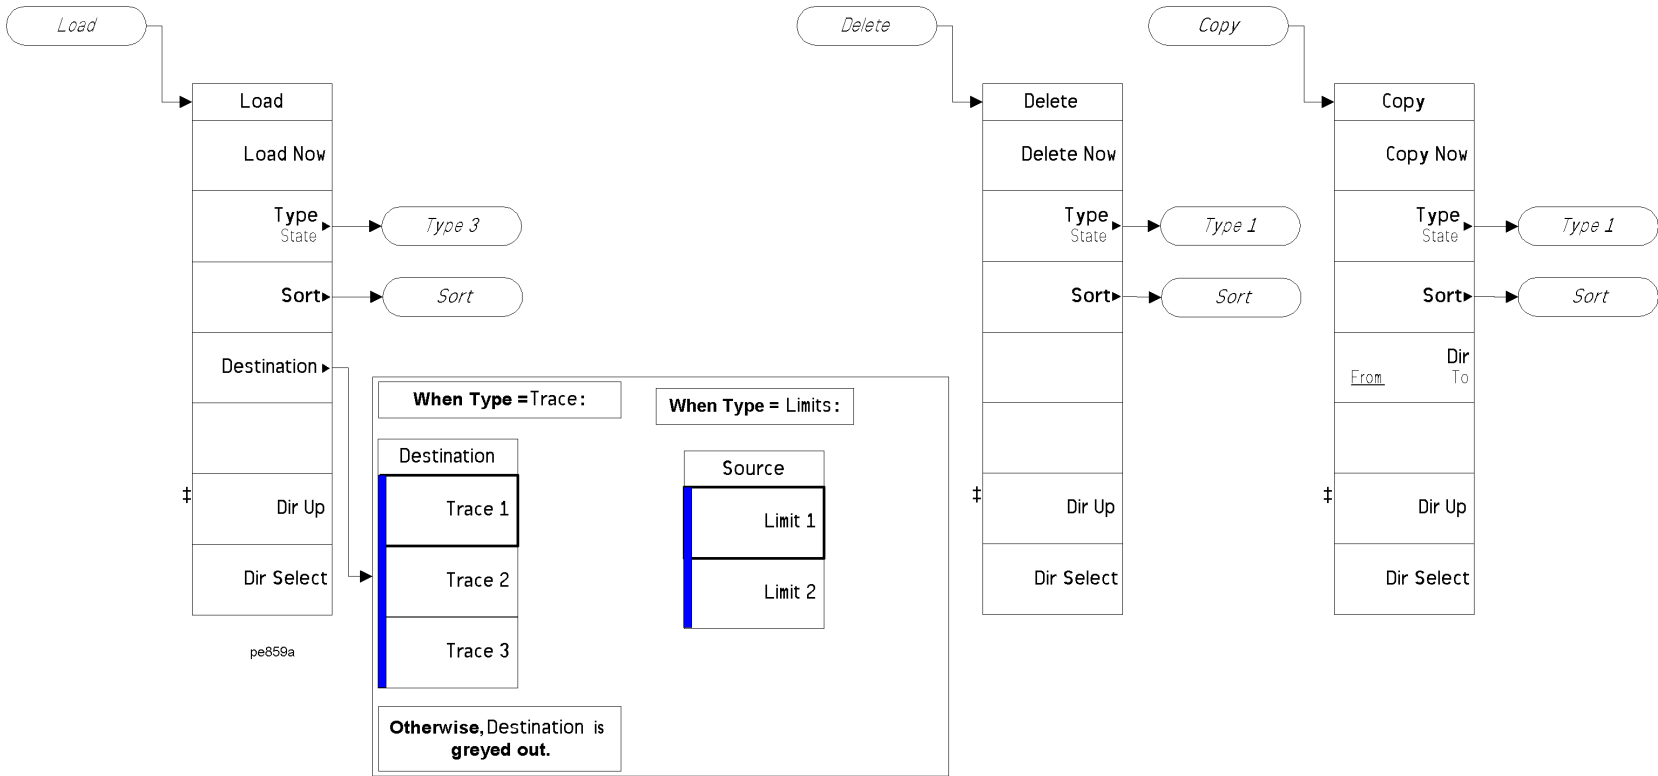 Load
Load
Load Now
Type
State
Type 3
Sort
Sort
Destination
‡
Dir Up
Dir Select
pe859a
When Type =Trace:
Destination
Trace 1
Trace 2
Trace 3
When Type = Limits:
Source
Limit 1
Limit 2
Otherwise, Destination is
greyed out.
Delete
Delete
Delete Now
Type
State
Type 1
Sort
Sort
‡
Dir Up
Dir Select
Copy
Copy
Copy Now
Type
State
Type 1
Sort
Sort
Dir
From To
‡
Dir Up
Dir Select